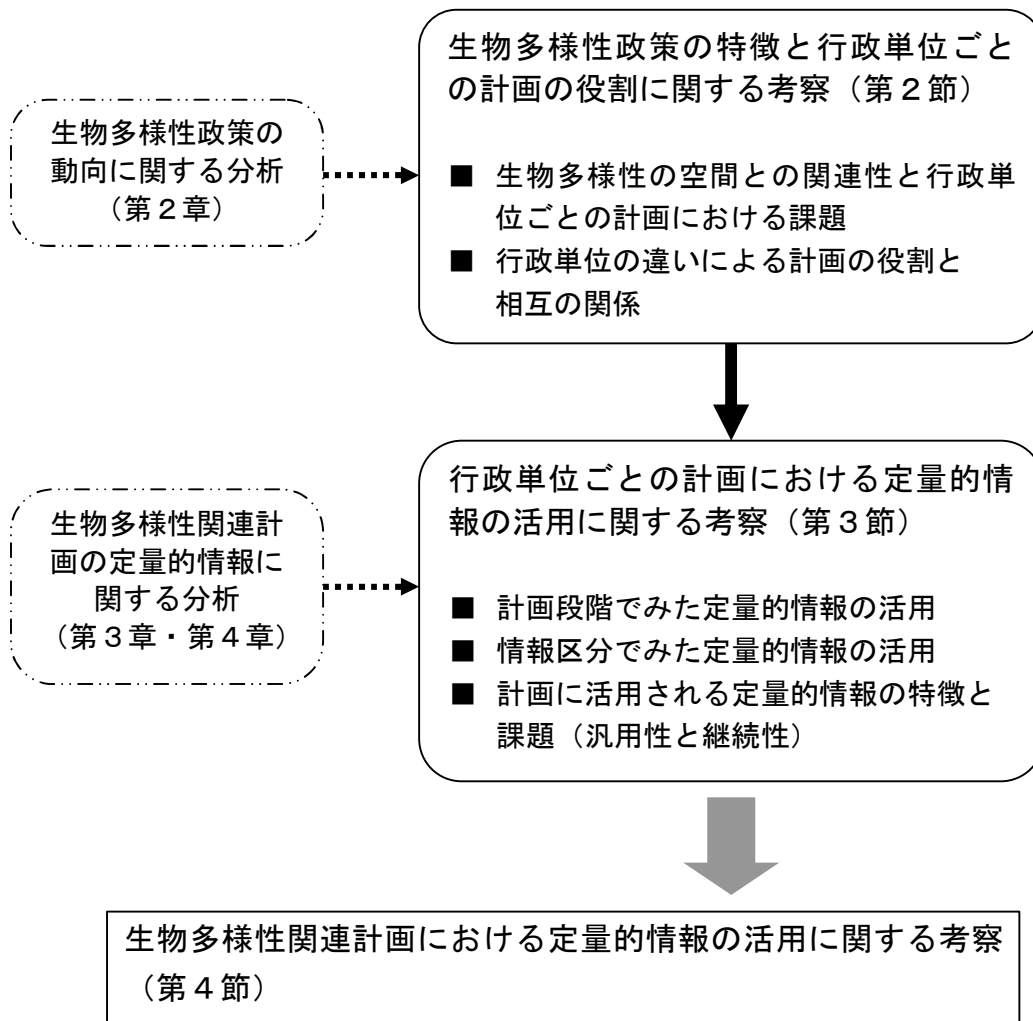 生物多様性政策の特徴と行政単位ごと
の計画の役割に関する考察（第２節）
■ 生物多様性の空間との関連性と行政単
位ごとの計画における課題
■ 行政単位の違いによる計画の役割と
相互の関係
生物多様性政策の
動向に関する分析
（第２章）
行政単位ごとの計画における定量的情
報の活用に関する考察（第３節）
■ 計画段階でみた定量的情報の活用
■ 情報区分でみた定量的情報の活用
■ 計画に活用される定量的情報の特徴と
課題（汎用性と継続性）
生物多様性関連計
画の定量的情報に
関する分析
（第３章・第４章）
生物多様性関連計画における定量的情報の活用に関する考察
（第４節）